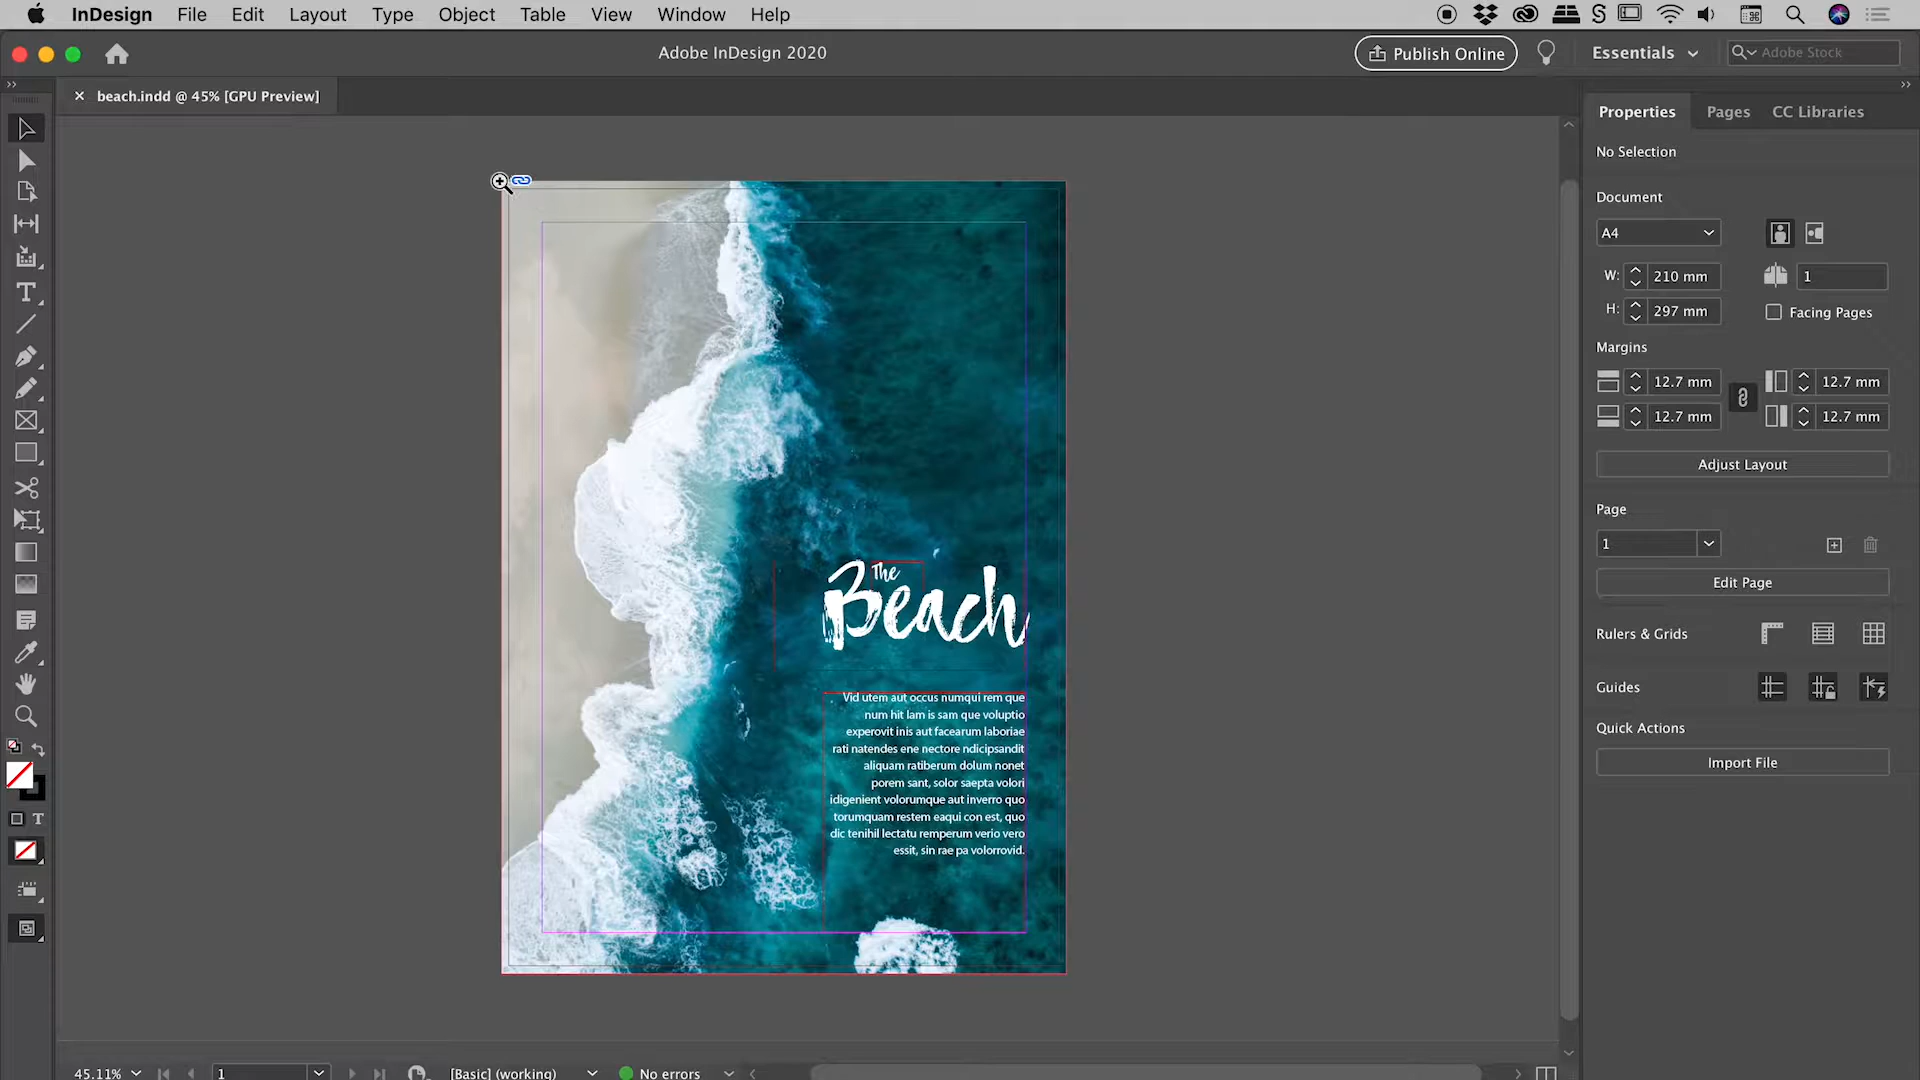 InDesign File Edit Layout Type Object Table View Window Help
Adobe InDesign 2020
Publish Online
Essentials
Adobe Stock
beach.indd @ 45% [GPU Preview]
Properties Pages CC Libraries
No Selection
Document
A4
W: 210 mm
1
H: 297 mm
Facing Pages
Margins
12.7 mm
12.7 mm
12.7 mm
12.7 mm
Adjust Layout
Page
1
Edit Page
Rulers & Grids
Guides
Quick Actions
Import File
The
Beach
Vid utem aut occus numqui rem que
num hit lam is sam que voluptio
experovit inis aut facearum laboriae
rati natendes ene nectore ndicipsandit
aliquam ratiberum dolum nonet
porem sant, solor saepta volori
idigenient volorumque aut inverro quo
torumquam restem eaqui con est, quo
dic tenihil lectatu remperum verio vero
essit, sin rae pa volorrovid.
45.11%
1
[Basic] (working)
No errors